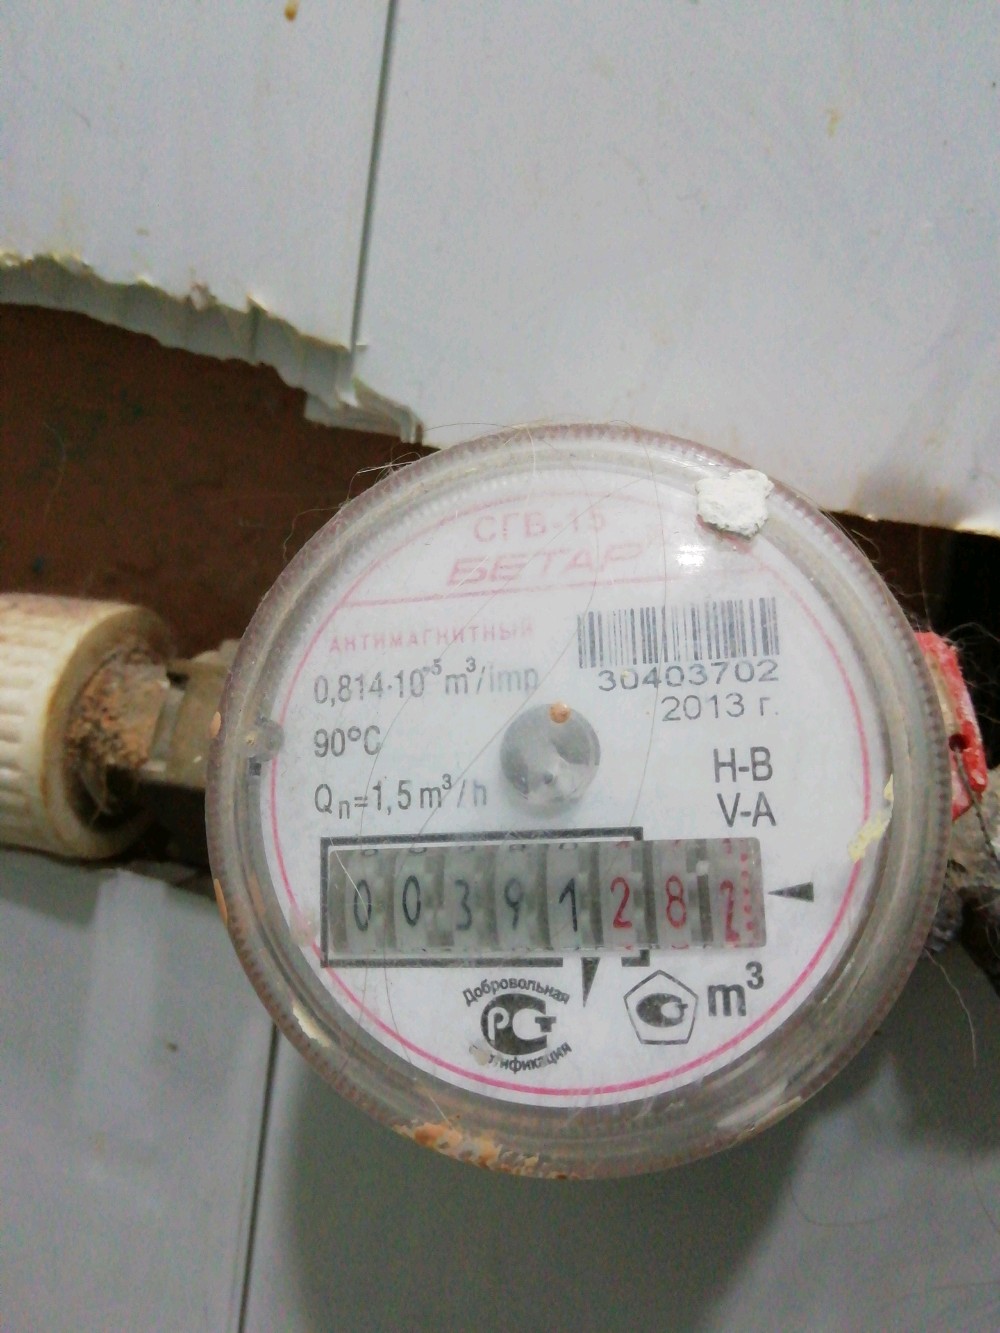 СГВ-15
БЕТАР
АНТИМАГНИТНЫЙ
0,814·10⁻⁵ m³/imp
30403702
2013 г.
90°C
Qn=1,5 m³/h
H-B
V-A
00391282
m³
Добровольная
РСТ
сертификация